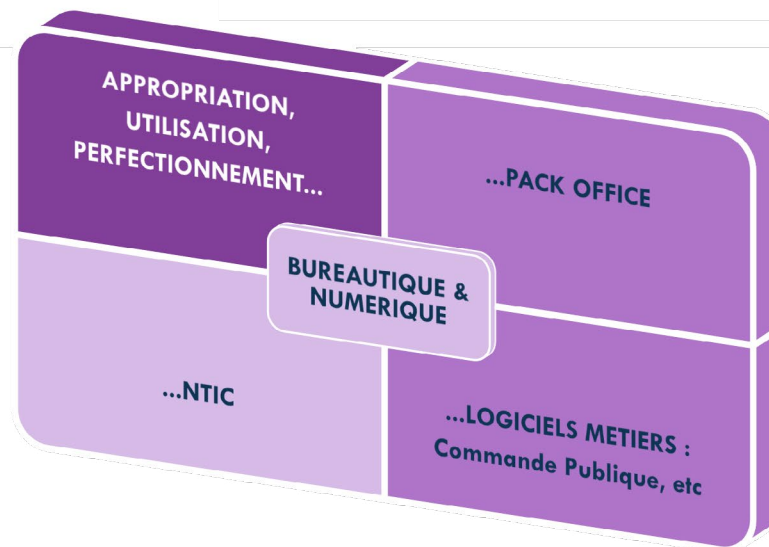 APPROPRIATION,
UTILISATION,
PERFECTIONNEMENT...
...PACK OFFICE
BUREAUTIQUE &
NUMERIQUE
...NTIC
...LOGICIELS METIERS :
Commande Publique, etc